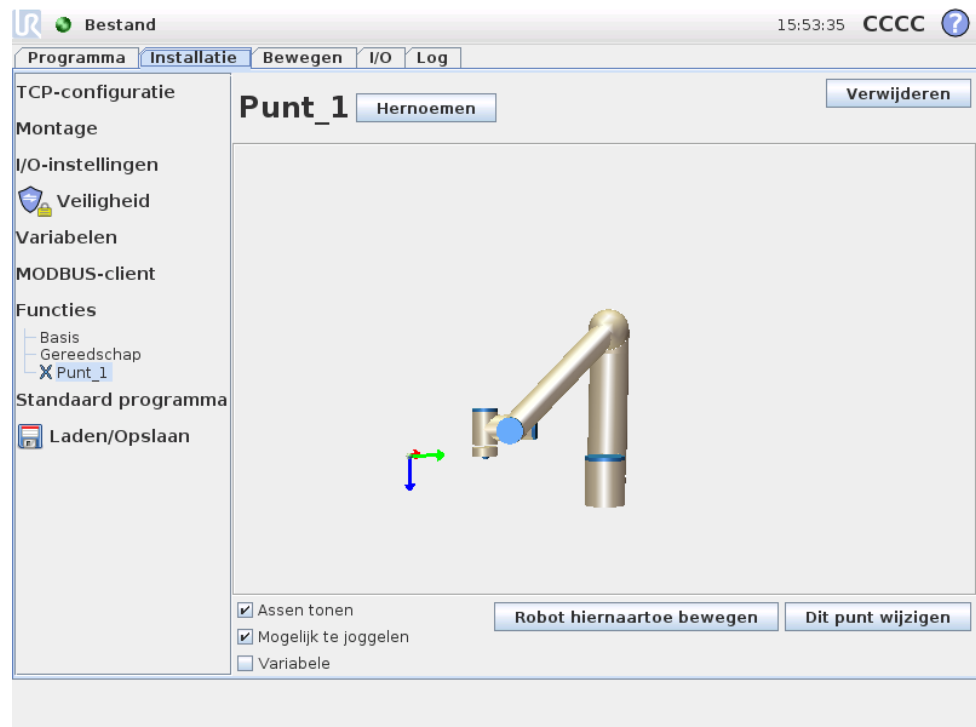 UR Bestand 15:53:35 CCCC ?
Programma Installatie Bewegen I/O Log
TCP-configuratie
Montage
I/O-instellingen
Veiligheid
Variabelen
MODBUS-client
Functies
Basis
Gereedschap
Punt_1
Standaard programma
Laden/Opslaan
Punt_1 Hernoemen Verwijderen
Assen tonen
Mogelijk te joggelen
Variabele
Robot hiernaartoe bewegen Dit punt wijzigen